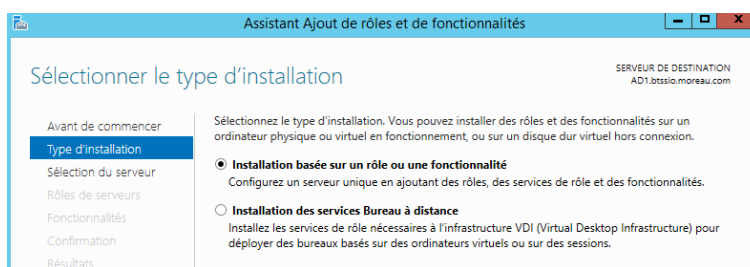 Assistant Ajout de rôles et de fonctionnalités
Sélectionner le type d'installation
SERVEUR DE DESTINATION
AD1.btssio.moreau.com
Avant de commencer
Type d'installation
Sélection du serveur
Rôles de serveurs
Fonctionnalités
Confirmation
Résultats
Sélectionnez le type d'installation. Vous pouvez installer des rôles et des fonctionnalités sur un
ordinateur physique ou virtuel en fonctionnement, ou sur un disque dur virtuel hors connexion.
Installation basée sur un rôle ou une fonctionnalité
Configurez un serveur unique en ajoutant des rôles, des services de rôle et des fonctionnalités.
Installation des services Bureau à distance
Installez les services de rôle nécessaires à l'infrastructure VDI (Virtual Desktop Infrastructure) pour
déployer des bureaux basés sur des ordinateurs virtuels ou sur des sessions.